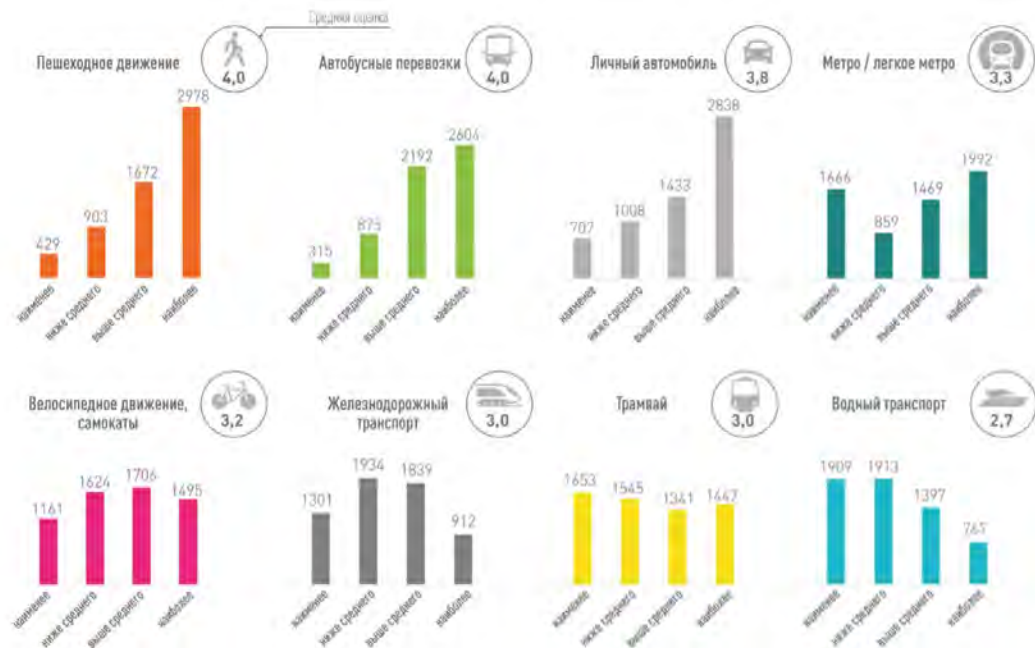 Средняя оценка
Пешеходное движение
4,0
2978
1672
903
429
наименее
ниже среднего
выше среднего
наиболее
Автобусные перевозки
4,0
2604
2192
875
315
наименее
ниже среднего
выше среднего
наиболее
Личный автомобиль
3,8
2838
1433
1008
707
наименее
ниже среднего
выше среднего
наиболее
Метро / легкое метро
3,3
1992
1666
1469
859
наименее
ниже среднего
выше среднего
наиболее
Велосипедное движение,
самокаты
3,2
1161
1624
1706
1495
наименее
ниже среднего
выше среднего
наиболее
Железнодорожный
транспорт
3,0
1301
1934
1839
912
наименее
ниже среднего
выше среднего
наиболее
Трамвай
3,0
1653
1545
1341
1447
наименее
ниже среднего
выше среднего
наиболее
Водный транспорт
2,7
1909
1913
1397
767
наименее
ниже среднего
выше среднего
наиболее